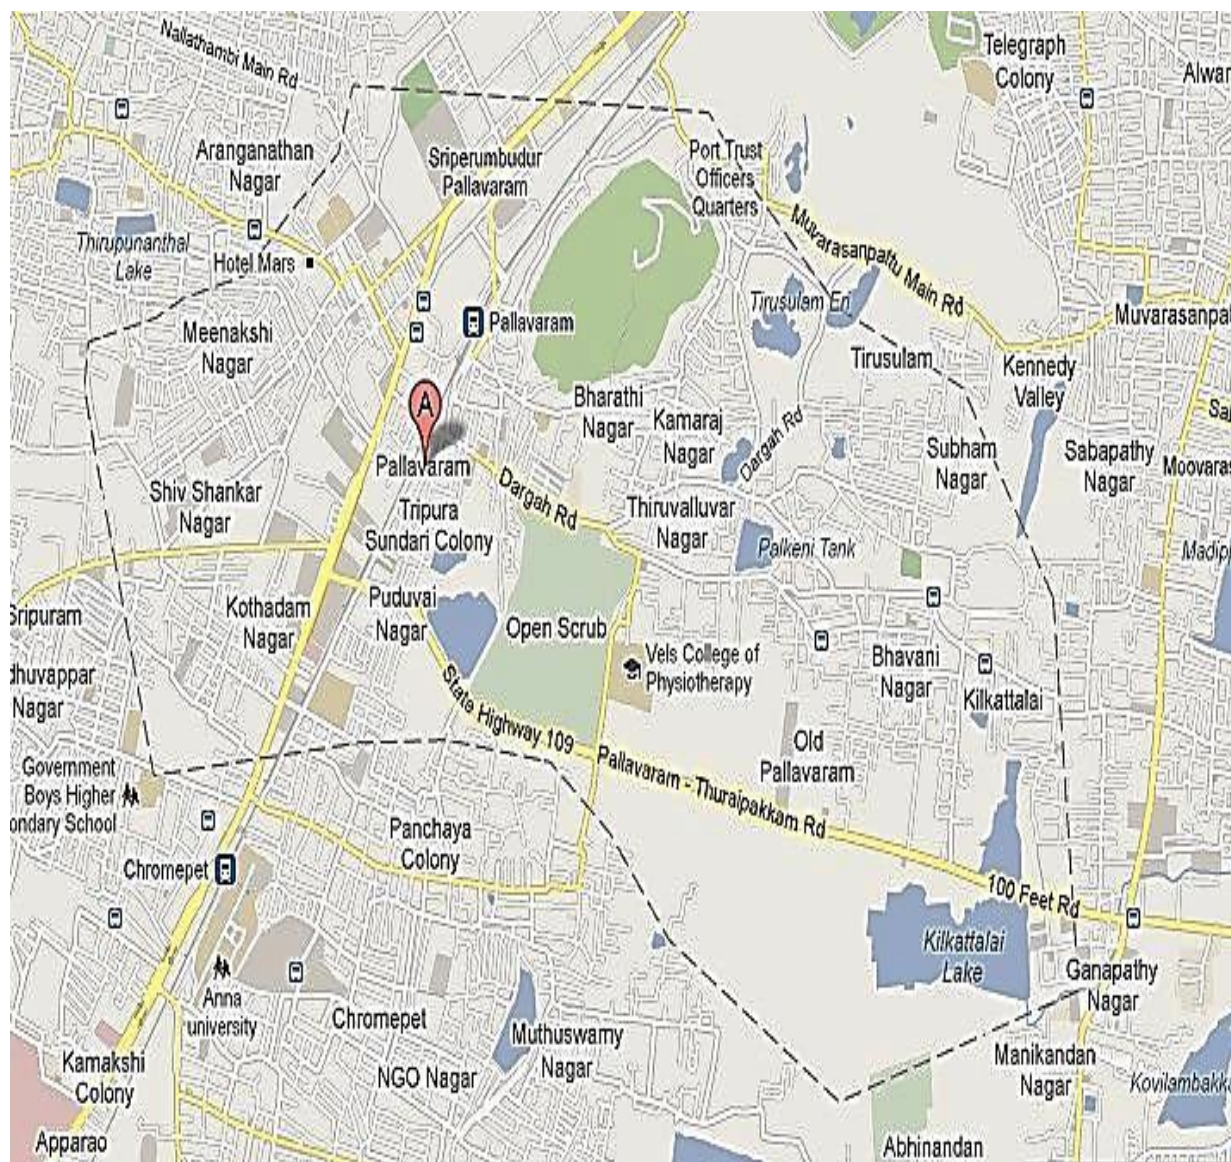 Nallathambi Main Rd
Telegraph
Colony
Aranganathan
Nagar
Sriperumbudur
Pallavaram
Port Trust
Officers
Quarters
Thirupunanthal
Lake
Hotel Mars
Muvarasanpattu Main Rd
Meenakshi
Nagar
Pallavaram
Tirusulam Eri
Tirusulam
Kennedy
Valley
A
Bharathi
Nagar
Kamaraj
Nagar
Dargah Rd
Subham
Nagar
Sabapathy
Nagar
Pallavaram
Shiv Shankar
Nagar
Tripura
Sundari Colony
Dargah Rd
Thiruvalluvar
Nagar
Palkeni Tank
Sripuram
Kothadam
Nagar
Puduvai
Nagar
Open Scrub
Vels College of
Physiotherapy
Bhavani
Nagar
Kilkattalai
dhuvappar
Nagar
State Highway 109
Pallavaram - Thuraipakkam Rd
Old
Pallavaram
Government
Boys Higher
ondary School
Panchaya
Colony
Chromepet
100 Feet Rd
Kilkattalai
Lake
Ganapathy
Nagar
Anna
university
Chromepet
Muthuswamy
Nagar
NGO Nagar
Kamakshi
Colony
Manikandan
Nagar
Apparao
Abhinandan